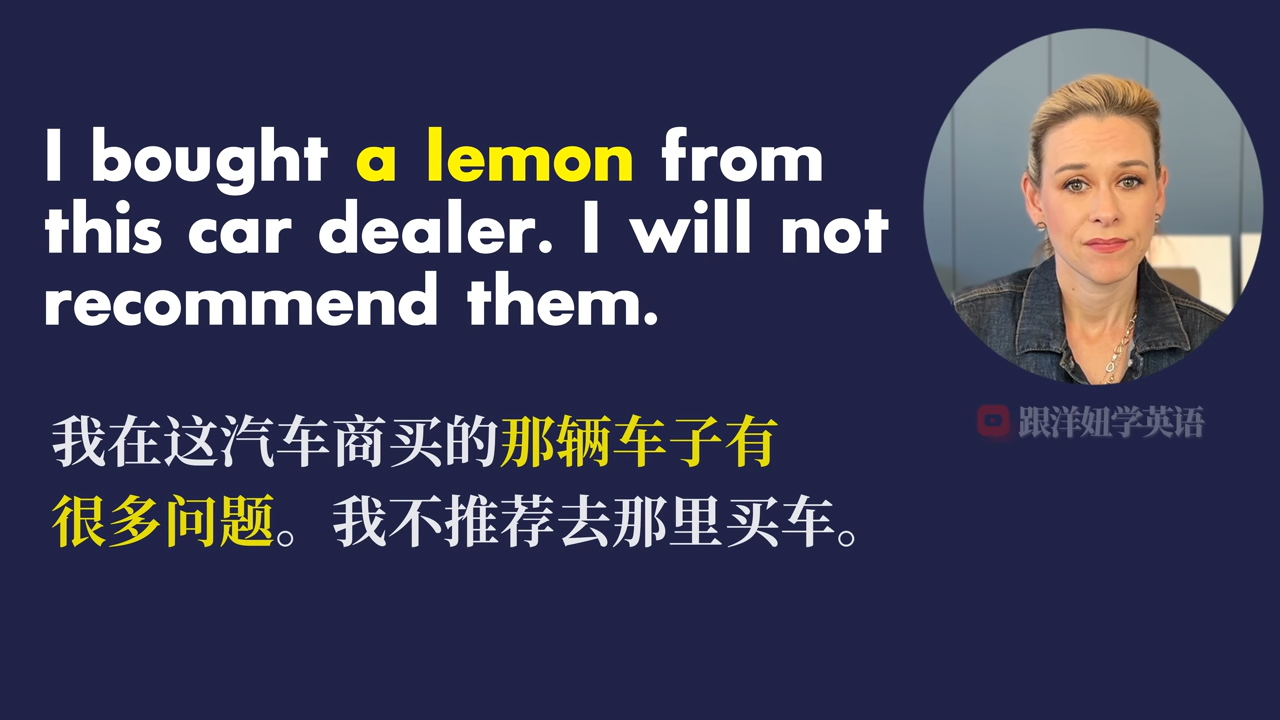 I bought a lemon from
this car dealer. I will not
recommend them.
我在这汽车商买的那辆车子有
很多问题。我不推荐去那里买车。
跟洋妞学英语